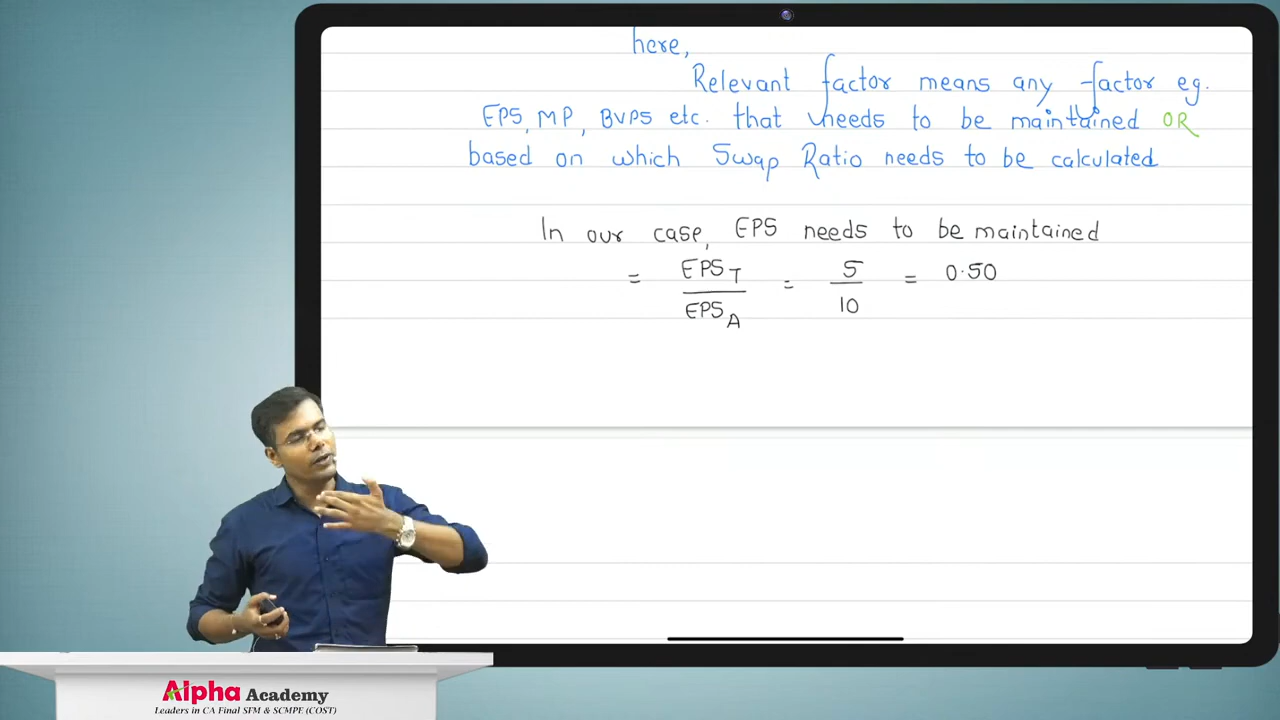 here,
Relevant factor means any factor eg.
EPS, MP, BVPS etc. that needs to be maintained OR
based on which Swap Ratio needs to be calculated
In our case, EPS needs to be maintained
= EPS_T / EPS_A = 5 / 10 = 0.50
Alpha Academy
Leaders in CA Final SFM & SCMPE (COST)